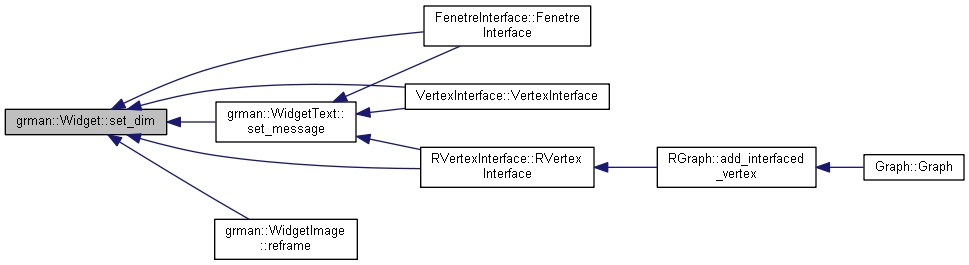 FenetreInterface::Fenetre
Interface
VertexInterface::VertexInterface
grman::Widget::set_dim
grman::WidgetText::
set_message
RVertexInterface::RVertex
Interface
RGraph::add_interfaced
_vertex
Graph::Graph
grman::WidgetImage
::reframe